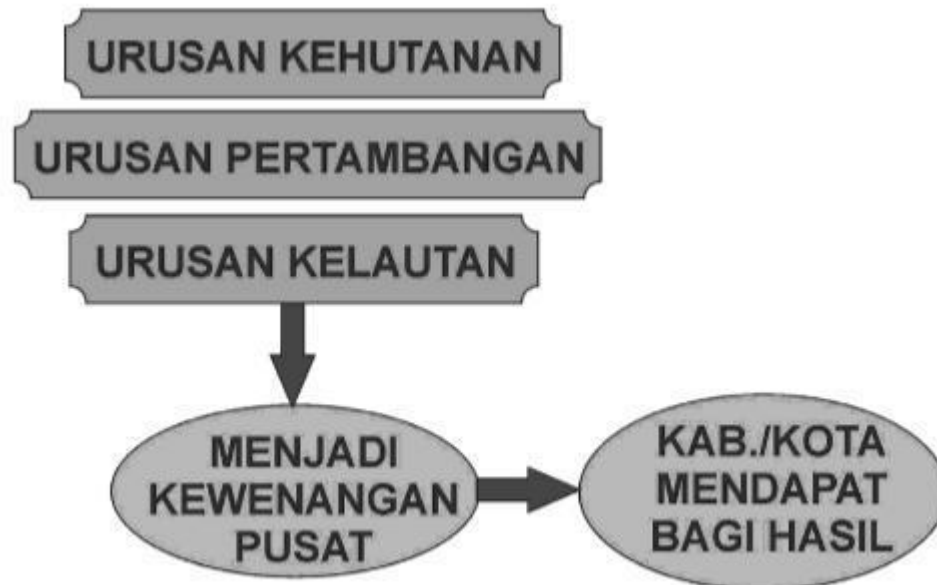 URUSAN KEHUTANAN
URUSAN PERTAMBANGAN
URUSAN KELAUTAN
MENJADI
KEWENANGAN
PUSAT
KAB./KOTA
MENDAPAT
BAGI HASIL